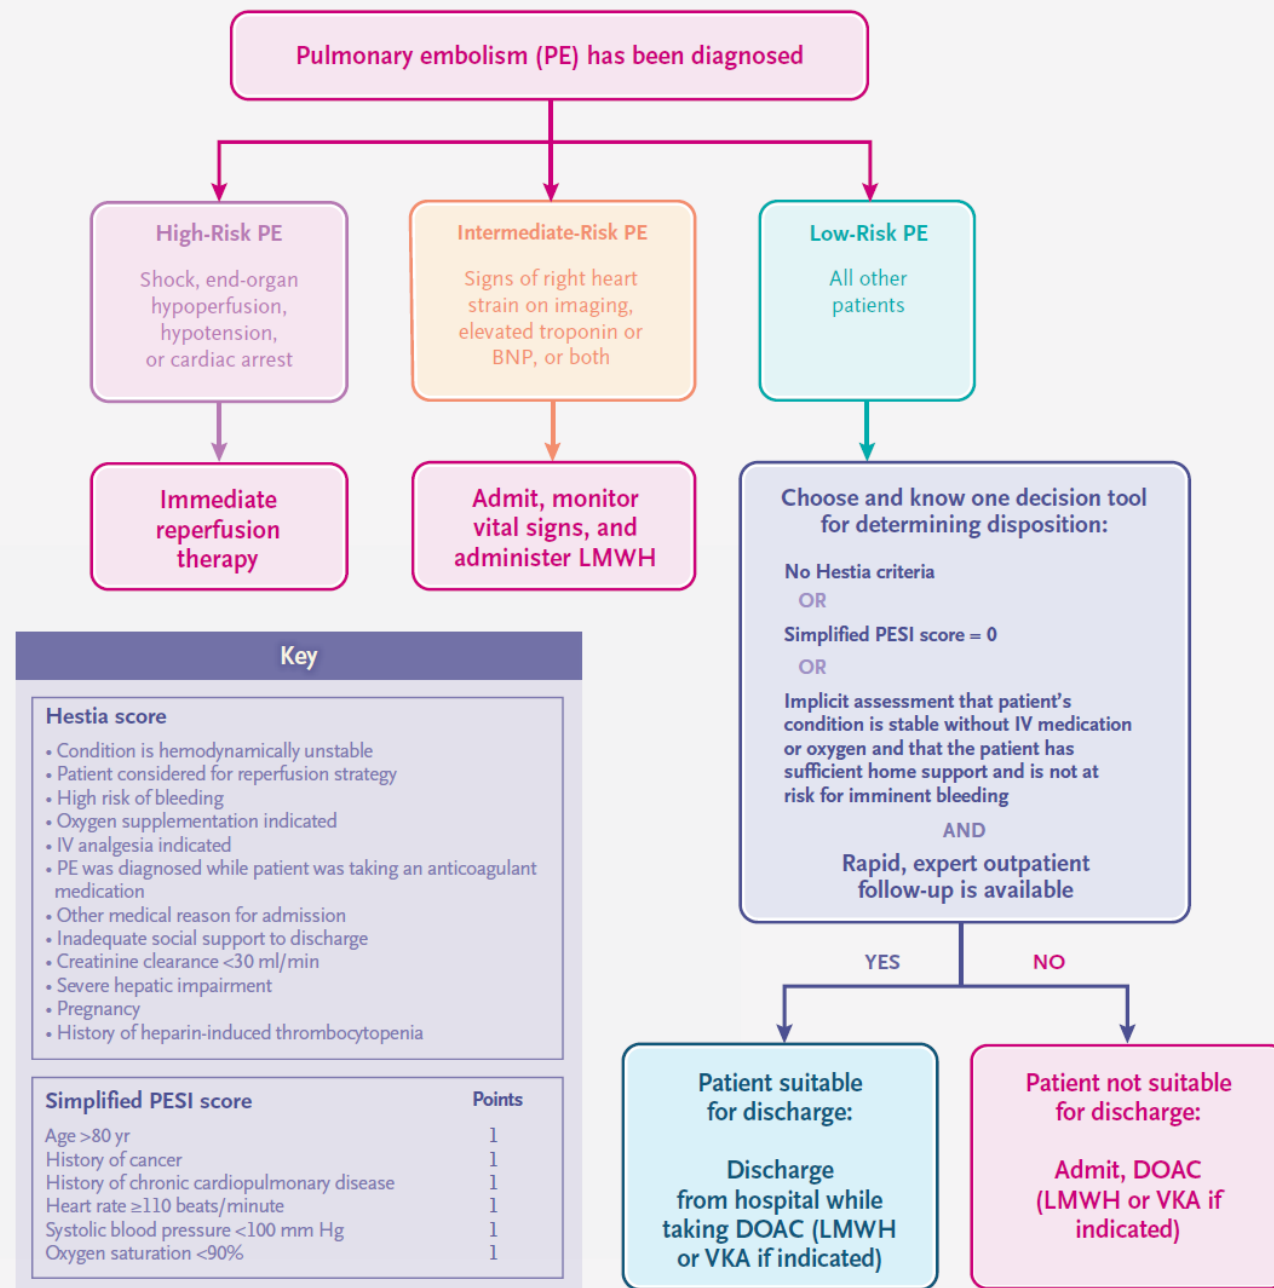 Pulmonary embolism (PE) has been diagnosed
High-Risk PE
Shock, end-organ
hypoperfusion,
hypotension,
or cardiac arrest
Intermediate-Risk PE
Signs of right heart
strain on imaging,
elevated troponin or
BNP, or both
Low-Risk PE
All other
patients
Immediate
reperfusion
therapy
Admit, monitor
vital signs, and
administer LMWH
Choose and know one decision tool
for determining disposition:
No Hestia criteria
OR
Simplified PESI score = 0
OR
Implicit assessment that patient's
condition is stable without IV medication
or oxygen and that the patient has
sufficient home support and is not at
risk for imminent bleeding
AND
Rapid, expert outpatient
follow-up is available
YES
NO
Patient suitable
for discharge:
Discharge
from hospital while
taking DOAC (LMWH
or VKA if indicated)
Patient not suitable
for discharge:
Admit, DOAC
(LMWH or VKA if
indicated)
Key
Hestia score
• Condition is hemodynamically unstable
• Patient considered for reperfusion strategy
• High risk of bleeding
• Oxygen supplementation indicated
• IV analgesia indicated
• PE was diagnosed while patient was taking an anticoagulant
medication
• Other medical reason for admission
• Inadequate social support to discharge
• Creatinine clearance <30 ml/min
• Severe hepatic impairment
• Pregnancy
• History of heparin-induced thrombocytopenia
Simplified PESI score Points
Age >80 yr 1
History of cancer 1
History of chronic cardiopulmonary disease 1
Heart rate ≥110 beats/minute 1
Systolic blood pressure <100 mm Hg 1
Oxygen saturation <90% 1